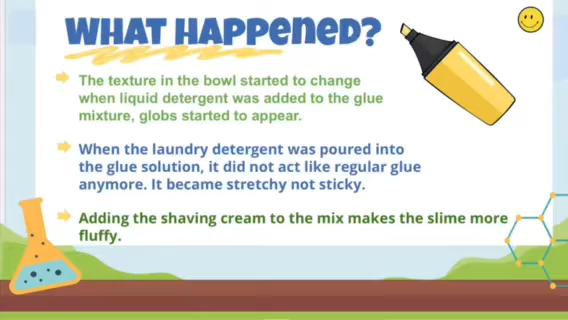 WHAT HAPPENED?
The texture in the bowl started to change
when liquid detergent was added to the glue
mixture, globs started to appear.
When the laundry detergent was poured into
the glue solution, it did not act like regular glue
anymore. It became stretchy not sticky.
Adding the shaving cream to the mix makes the slime more
fluffy.